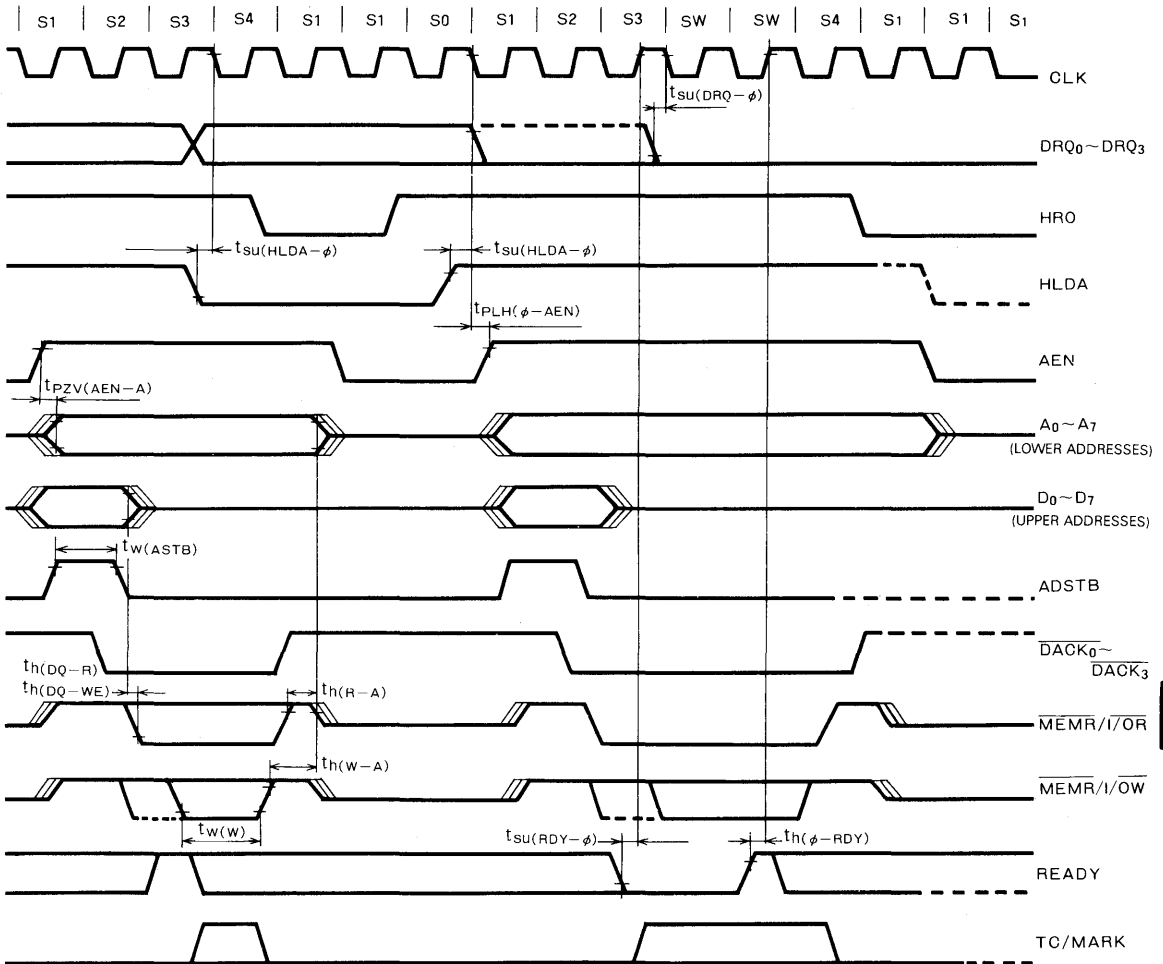 S1 S2 S3 S4 S1 S1 S0 S1 S2 S3 SW SW S4 S1 S1 S1
CLK
tsu(DRQ-φ)
DRQ0~DRQ3
HRO
tsu(HLDA-φ) tsu(HLDA-φ)
HLDA
tPLH(φ-AEN)
AEN
tPZV(AEN-A)
A0~A7
(LOWER ADDRESSES)
D0~D7
(UPPER ADDRESSES)
tW(ASTB)
ADSTB
DACK0~
DACK3
th(DQ-R)
th(DQ-WE) th(R-A)
MEMR/I/OR
th(W-A)
MEMR/I/OW
tW(W) tsu(RDY-φ) th(φ-RDY)
READY
TC/MARK